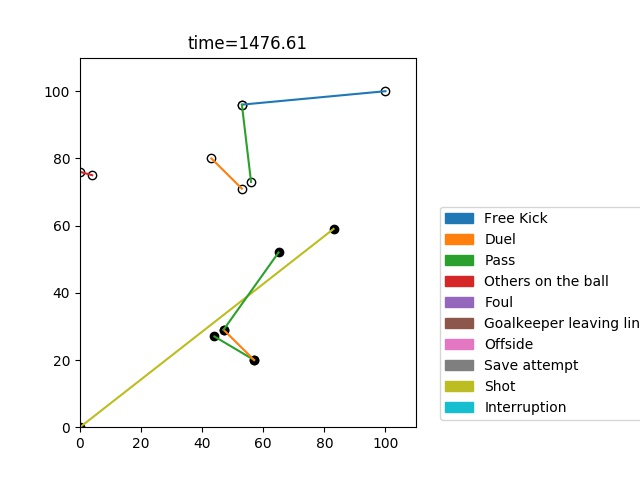 time=1476.61
100
80
60
40
20
0
0 20 40 60 80 100
Free Kick
Duel
Pass
Others on the ball
Foul
Goalkeeper leaving lin
Offside
Save attempt
Shot
Interruption